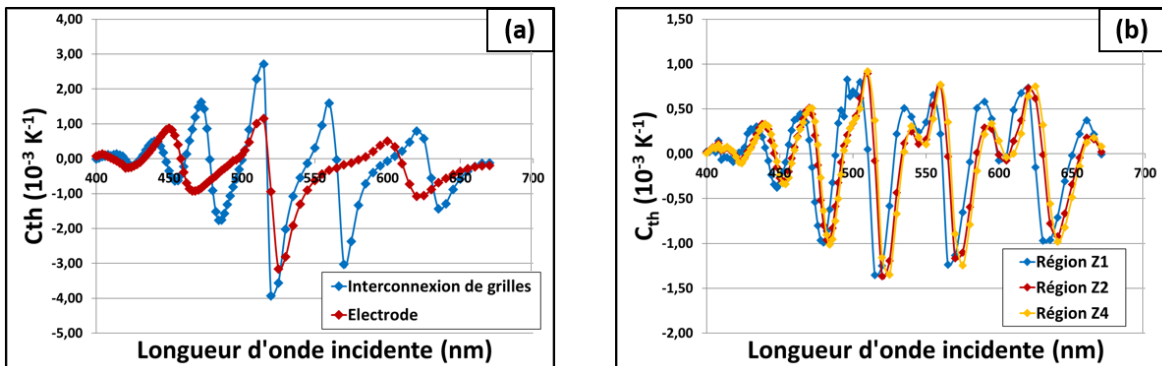 (a)
4,00
3,00
2,00
1,00
0,00
-1,00
-2,00
-3,00
-4,00
-5,00
400 450 500 550 600 650 700
Cth (10⁻³ K⁻¹)
Interconnexion de grilles
Electrode
Longueur d'onde incidente (nm)
(b)
1,50
1,00
0,50
0,00
-0,50
-1,00
-1,50
-2,00
400 450 500 550 600 650 700
Cth (10⁻³ K⁻¹)
Région Z1
Région Z2
Région Z4
Longueur d'onde incidente (nm)